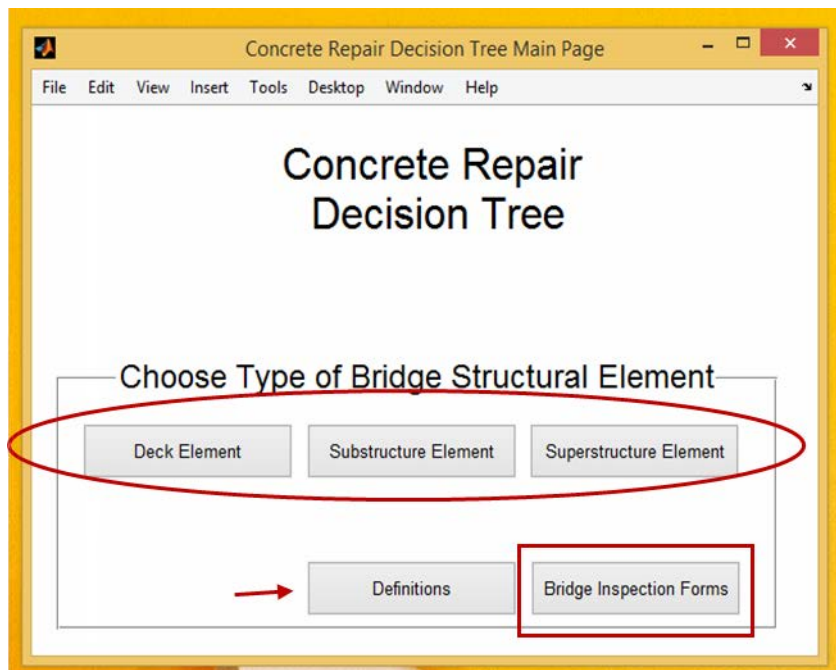 Concrete Repair Decision Tree Main Page
File Edit View Insert Tools Desktop Window Help
Concrete Repair
Decision Tree
Choose Type of Bridge Structural Element
Deck Element Substructure Element Superstructure Element
Definitions Bridge Inspection Forms